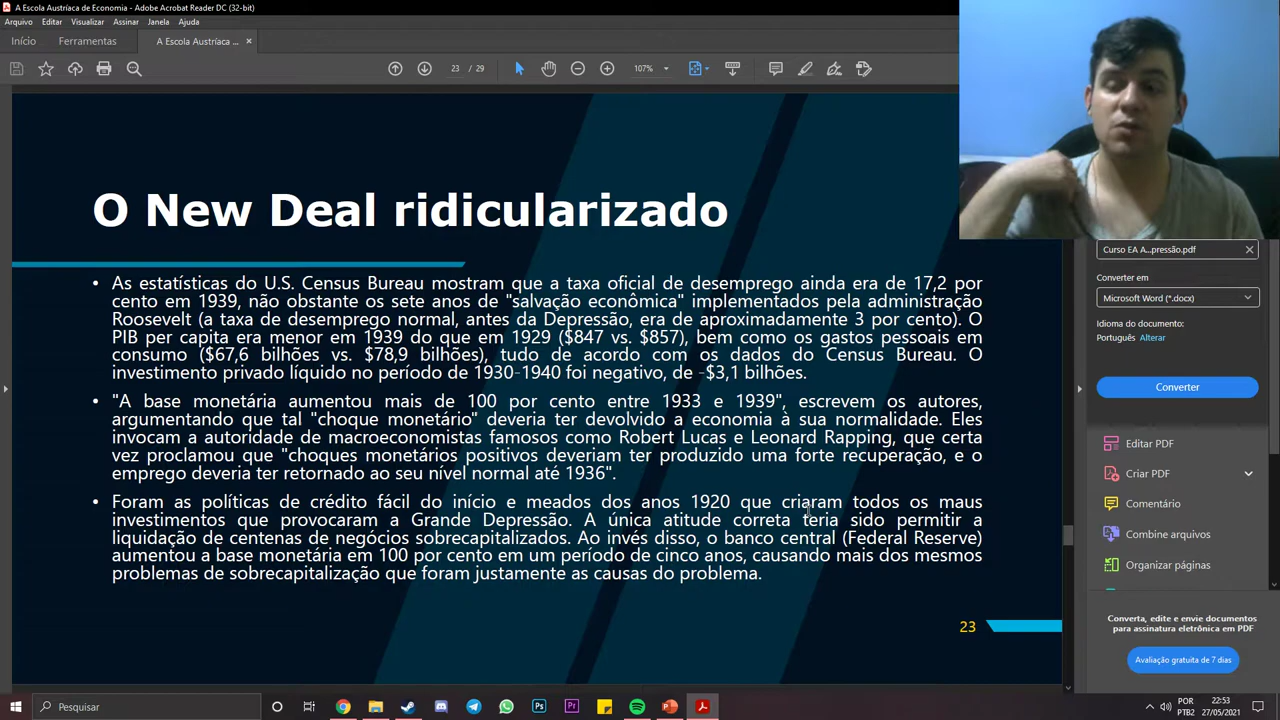 A Escola Austríaca de Economia - Adobe Acrobat Reader DC (32-bit)
Arquivo Editar Visualizar Assinar Janela Ajuda
Início Ferramentas A Escola Austríaca ... ×
23 / 29 107%
O New Deal ridicularizado
• As estatísticas do U.S. Census Bureau mostram que a taxa oficial de desemprego ainda era de 17,2 por
cento em 1939, não obstante os sete anos de "salvação econômica" implementados pela administração
Roosevelt (a taxa de desemprego normal, antes da Depressão, era de aproximadamente 3 por cento). O
PIB per capita era menor em 1939 do que em 1929 ($847 vs. $857), bem como os gastos pessoais em
consumo ($67,6 bilhões vs. $78,9 bilhões), tudo de acordo com os dados do Census Bureau. O
investimento privado líquido no período de 1930-1940 foi negativo, de -$3,1 bilhões.
• "A base monetária aumentou mais de 100 por cento entre 1933 e 1939", escrevem os autores,
argumentando que tal "choque monetário" deveria ter devolvido a economia à sua normalidade. Eles
invocam a autoridade de macroeconomistas famosos como Robert Lucas e Leonard Rapping, que certa
vez proclamou que "choques monetários positivos deveriam ter produzido uma forte recuperação, e o
emprego deveria ter retornado ao seu nível normal até 1936".
• Foram as políticas de crédito fácil do início e meados dos anos 1920 que criaram todos os maus
investimentos que provocaram a Grande Depressão. A única atitude correta teria sido permitir a
liquidação de centenas de negócios sobrecapitalizados. Ao invés disso, o banco central (Federal Reserve)
aumentou a base monetária em 100 por cento em um período de cinco anos, causando mais dos mesmos
problemas de sobrecapitalização que foram justamente as causas do problema.
23
Curso EA A...pressão.pdf
Converter em
Microsoft Word (*.docx)
Idioma do documento:
Português Alterar
Converter
Editar PDF
Criar PDF
Comentário
Combinar arquivos
Organizar páginas
Converta, edite e envie documentos
para assinatura eletrônica em PDF
Avaliação gratuita de 7 dias
Pesquisar
Ps Pr
POR
PTB2
22:53
27/05/2021